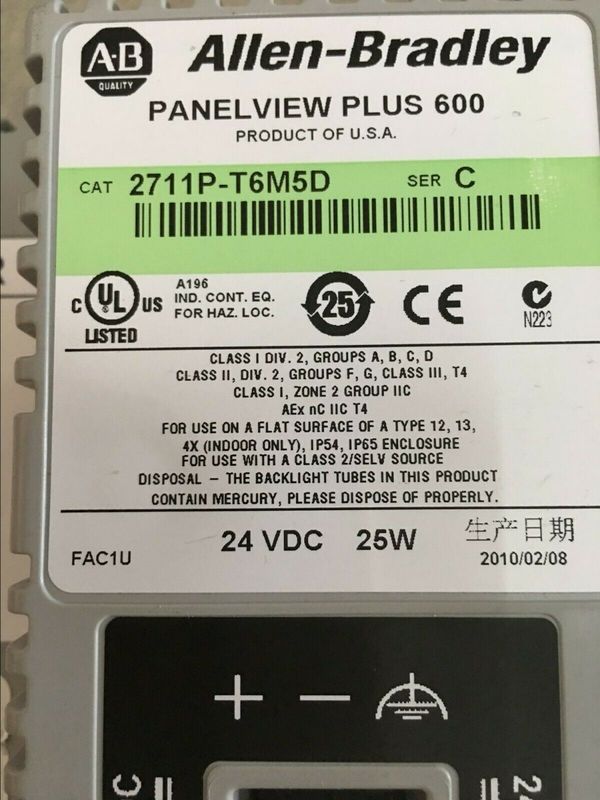 AB
QUALITY
Allen-Bradley
PANELVIEW PLUS 600
PRODUCT OF U.S.A.
CAT 2711P-T6M5D SER C
C UL US
LISTED
A196
IND. CONT. EQ.
FOR HAZ. LOC.
25
CE
N223
CLASS I DIV. 2, GROUPS A, B, C, D
CLASS II, DIV. 2, GROUPS F, G, CLASS III, T4
CLASS I, ZONE 2 GROUP IIC
AEx nC IIC T4
FOR USE ON A FLAT SURFACE OF A TYPE 12, 13,
4X (INDOOR ONLY), IP54, IP65 ENCLOSURE
FOR USE WITH A CLASS 2/SELV SOURCE
DISPOSAL – THE BACKLIGHT TUBES IN THIS PRODUCT
CONTAIN MERCURY, PLEASE DISPOSE OF PROPERLY.
FAC1U
24 VDC 25W
生产日期
2010/02/08
+ −